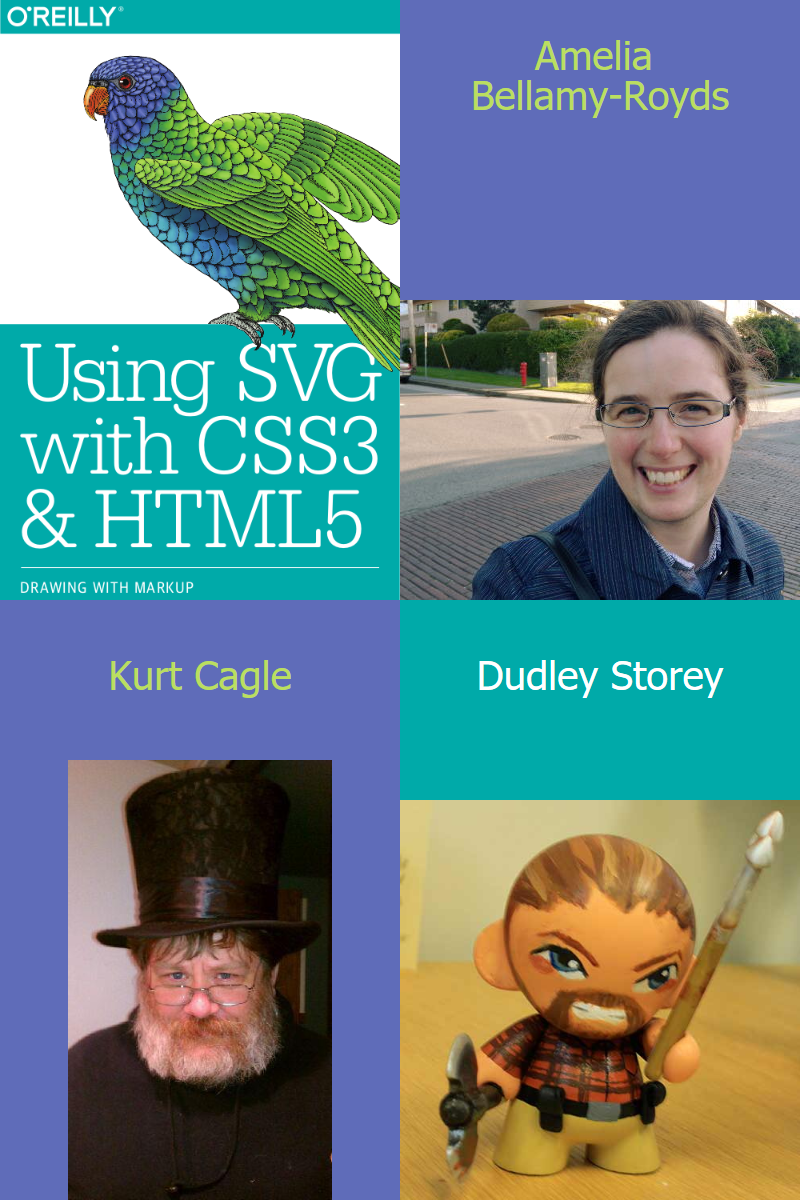 O'REILLY®
Using SVG
with CSS3
& HTML5
DRAWING WITH MARKUP
Amelia
Bellamy-Royds
Kurt Cagle
Dudley Storey